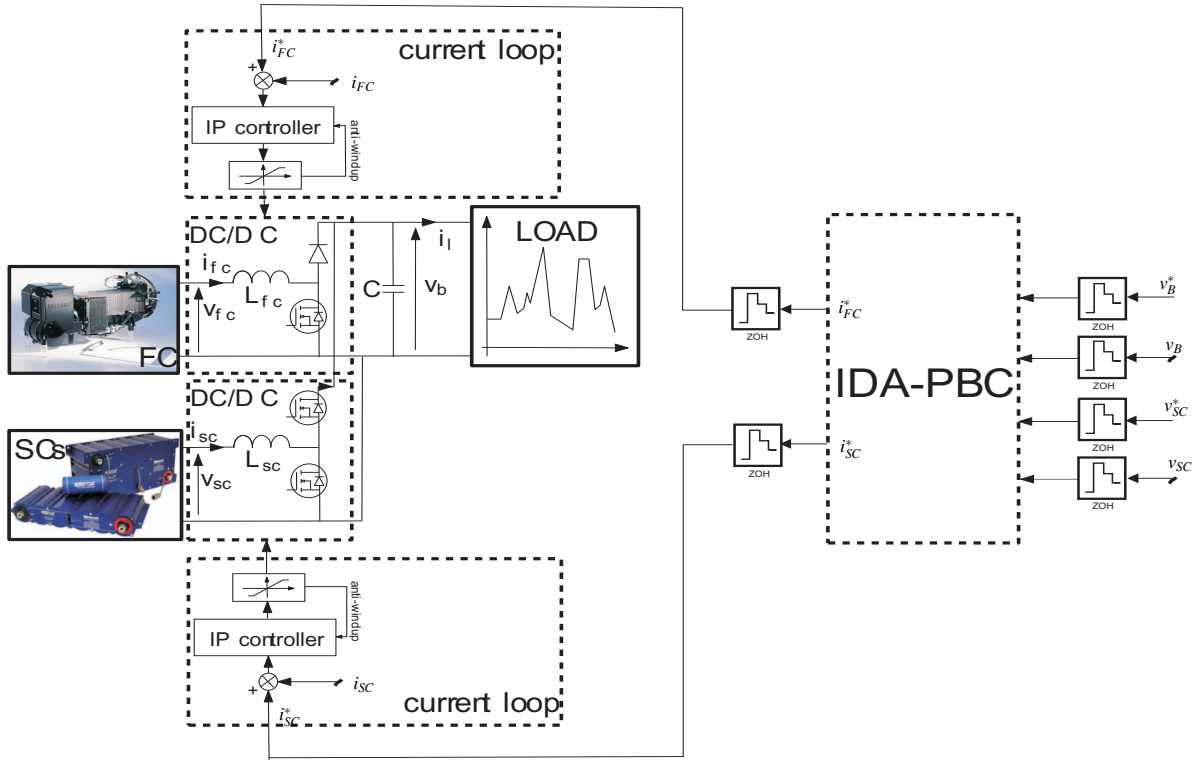 i*FC
current loop
+
iFC
IP controller
anti-windup
DC/D C
LOAD
ifc
il
Lfc
C
vb
vfc
FC
ZOH
i*FC
IDA-PBC
v*B
ZOH
vB
ZOH
v*SC
ZOH
vSC
ZOH
i*SC
ZOH
DC/D C
SCs
isc
Lsc
vsc
anti-windup
IP controller
+
iSC
i*SC
current loop